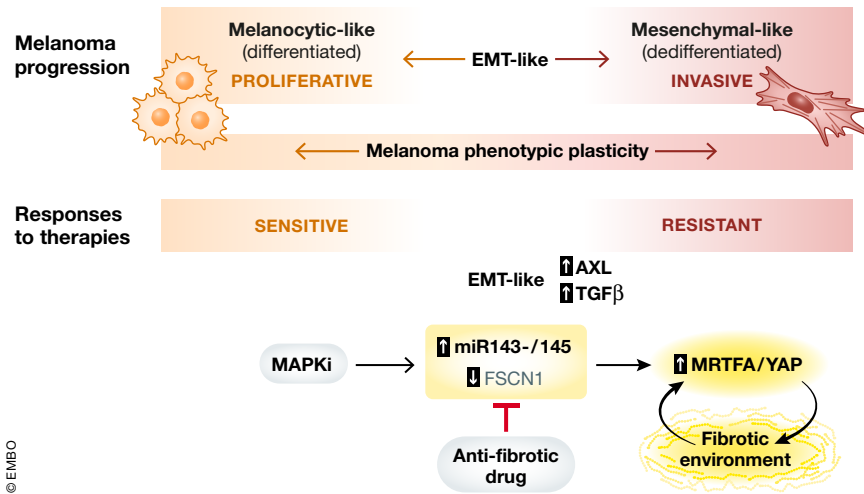 Melanoma
progression
Melanocytic-like
(differentiated)
PROLIFERATIVE
EMT-like
Mesenchymal-like
(dedifferentiated)
INVASIVE
Melanoma phenotypic plasticity
Responses
to therapies
SENSITIVE
RESISTANT
EMT-like
↑ AXL
↑ TGFβ
MAPKi
↑ miR143-/145
↓ FSCN1
↑ MRTFA/YAP
Fibrotic
environment
Anti-fibrotic
drug
© EMBO